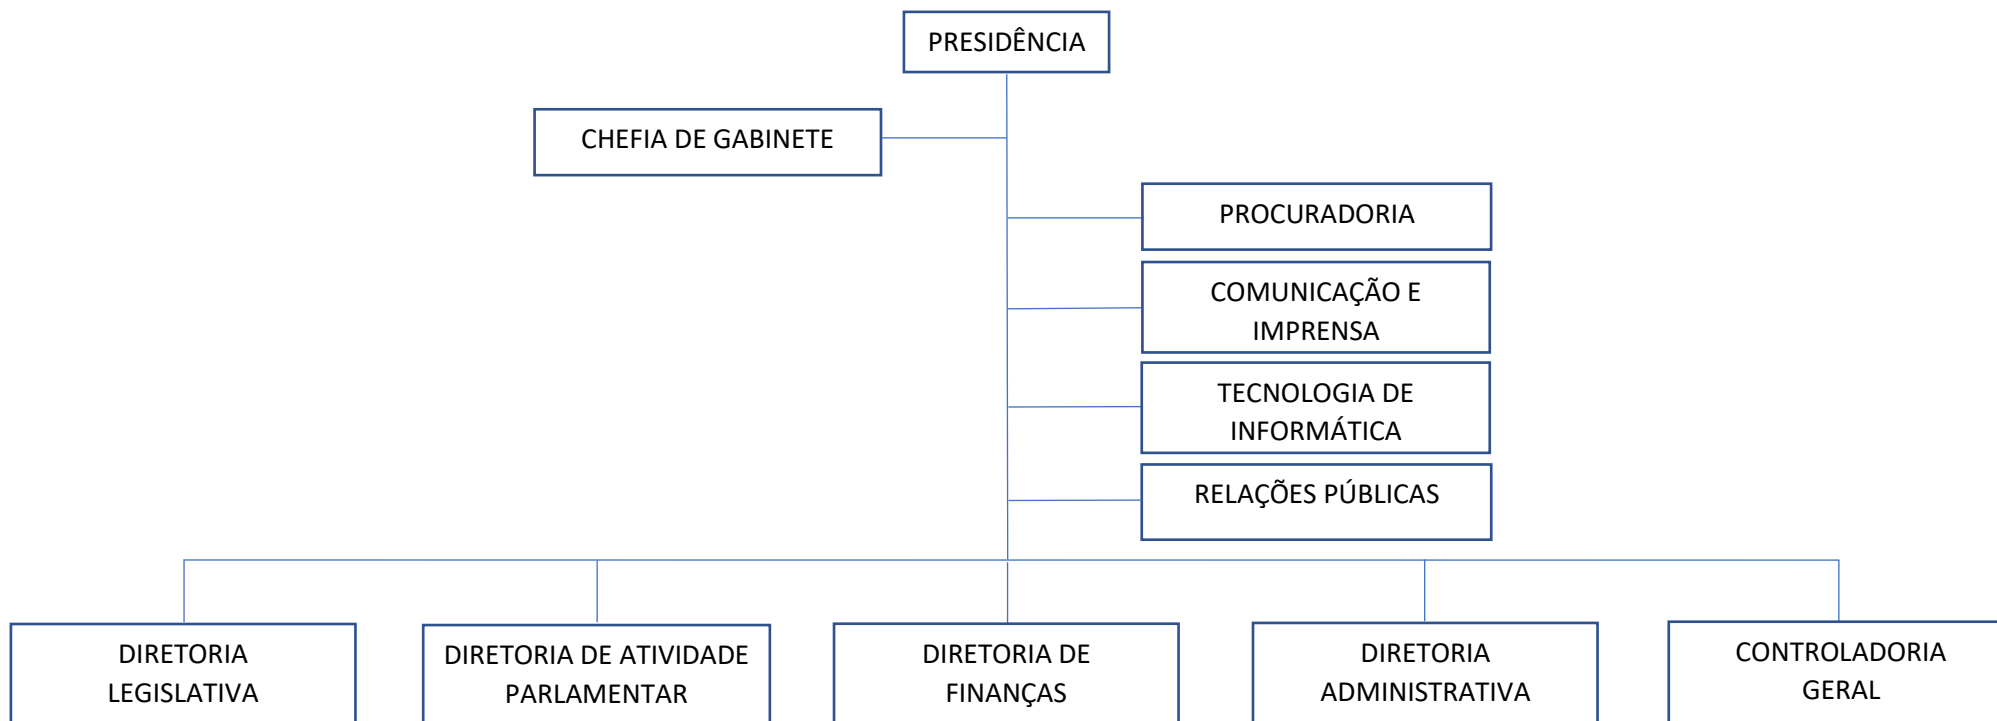 PRESIDÊNCIA
CHEFIA DE GABINETE
PROCURADORIA
COMUNICAÇÃO E
IMPRENSA
TECNOLOGIA DE
INFORMÁTICA
RELAÇÕES PÚBLICAS
DIRETORIA
LEGISLATIVA
DIRETORIA DE ATIVIDADE
PARLAMENTAR
DIRETORIA DE
FINANÇAS
DIRETORIA
ADMINISTRATIVA
CONTROLADORIA
GERAL